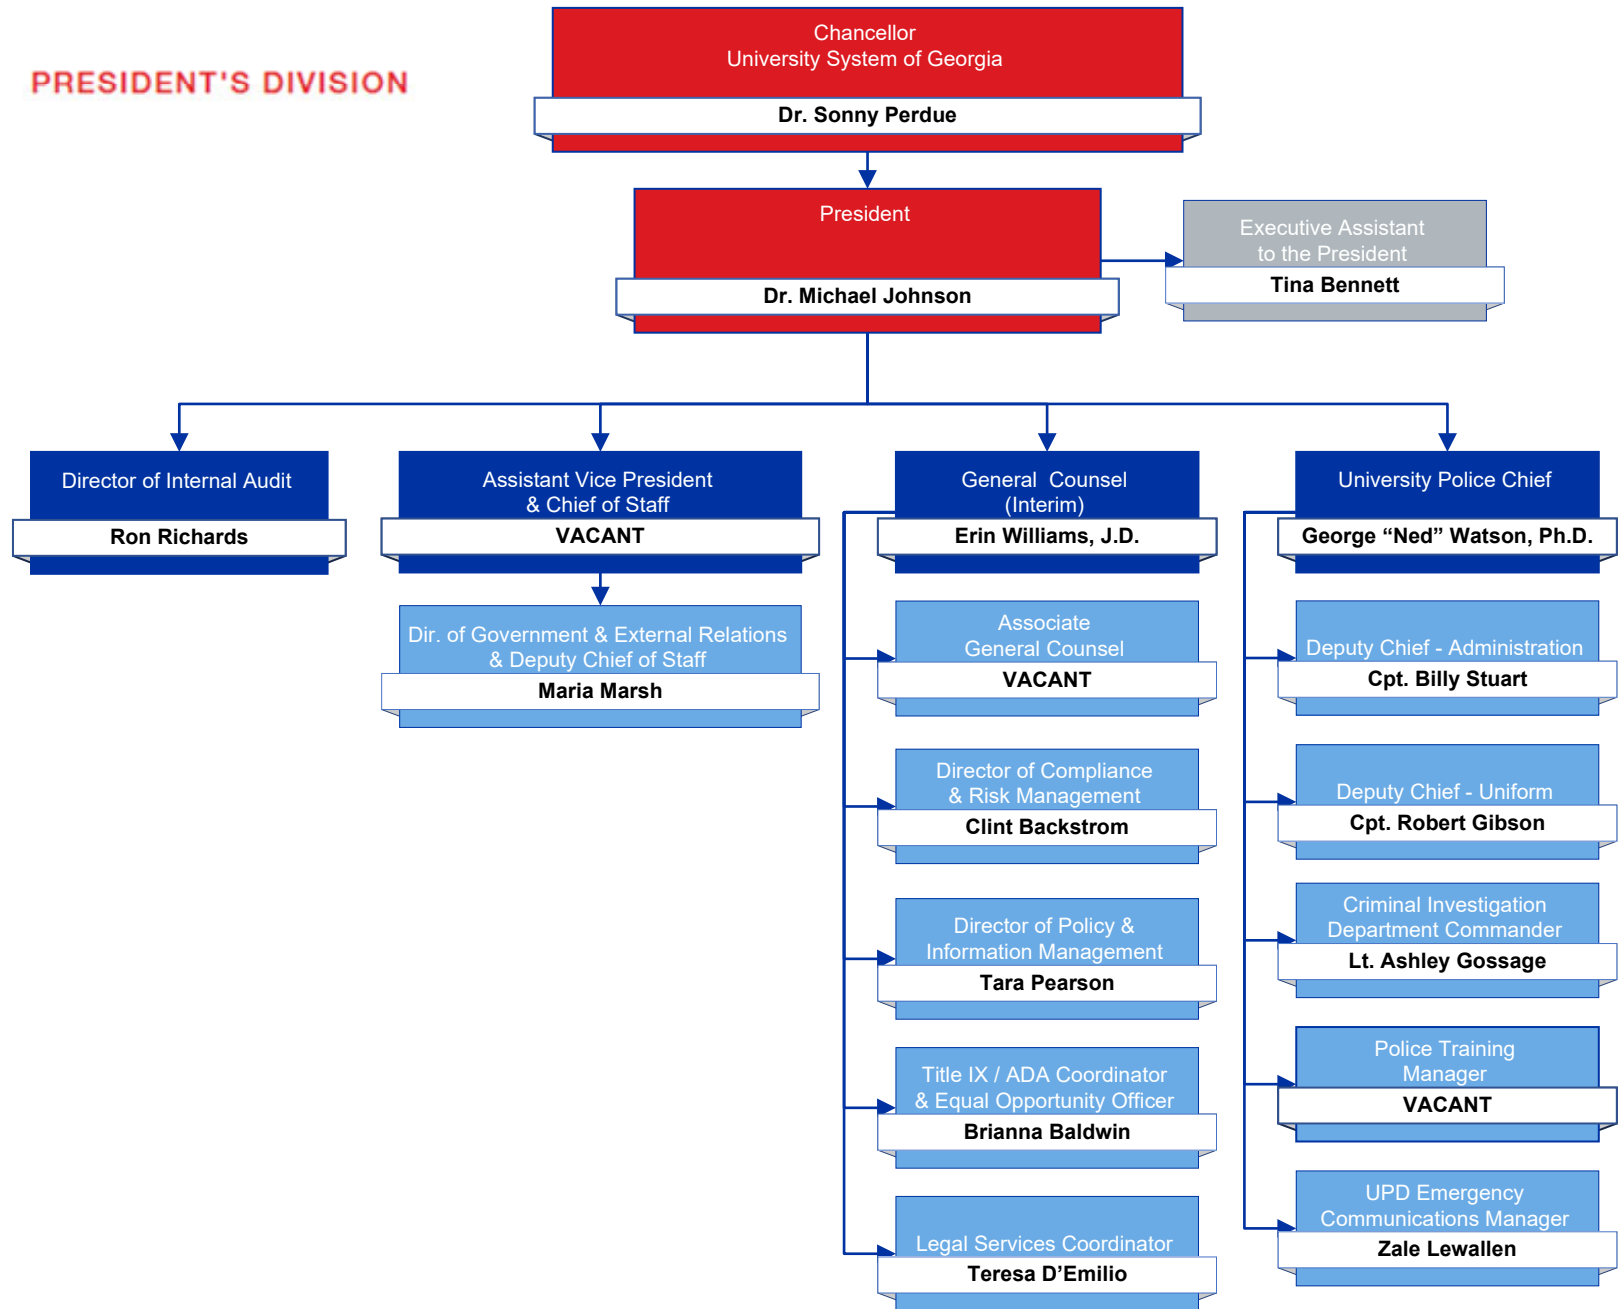 PRESIDENT'S DIVISION
Chancellor
University System of Georgia
Dr. Sonny Perdue
President
Dr. Michael Johnson
Executive Assistant
to the President
Tina Bennett
Director of Internal Audit
Ron Richards
Assistant Vice President
& Chief of Staff
VACANT
Dir. of Government & External Relations
& Deputy Chief of Staff
Maria Marsh
General Counsel
(Interim)
Erin Williams, J.D.
Associate
General Counsel
VACANT
Director of Compliance
& Risk Management
Clint Backstrom
Director of Policy &
Information Management
Tara Pearson
Title IX / ADA Coordinator
& Equal Opportunity Officer
Brianna Baldwin
Legal Services Coordinator
Teresa D’Emilio
University Police Chief
George “Ned” Watson, Ph.D.
Deputy Chief - Administration
Cpt. Billy Stuart
Deputy Chief - Uniform
Cpt. Robert Gibson
Criminal Investigation
Department Commander
Lt. Ashley Gossage
Police Training
Manager
VACANT
UPD Emergency
Communications Manager
Zale Lewallen